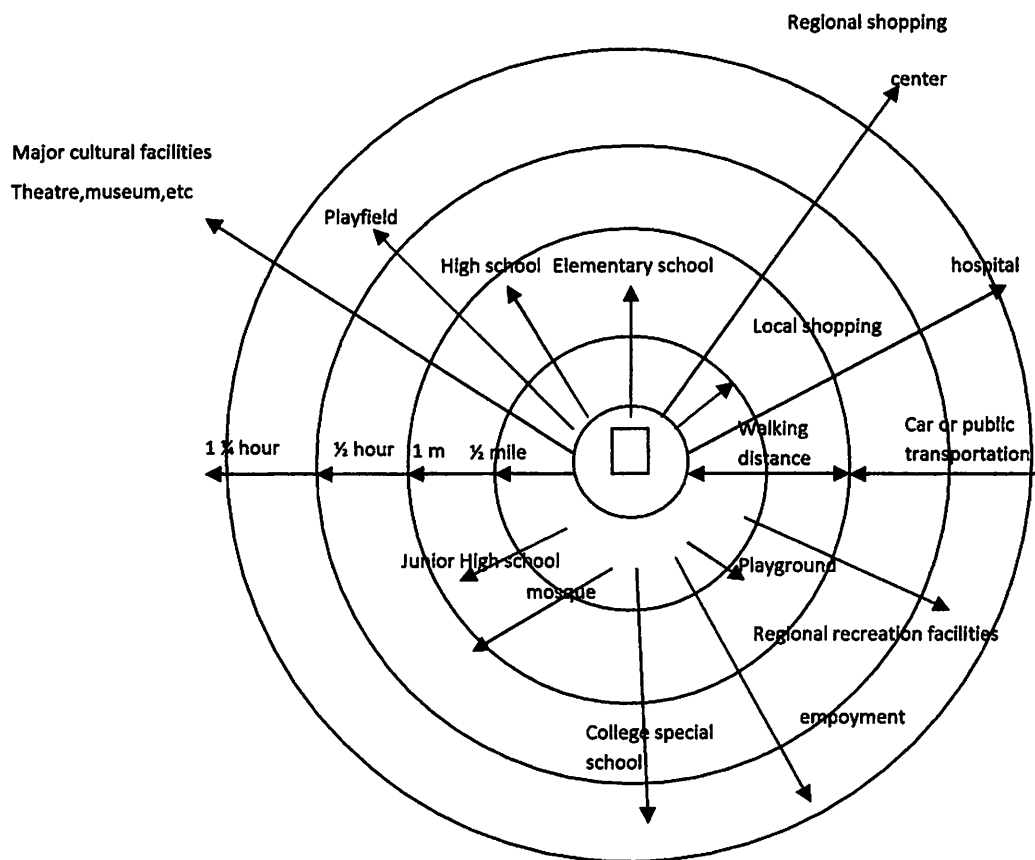 Regional shopping
center
Major cultural facilities
Theatre,museum,etc
Playfield
High school
Elementary school
hospital
Local shopping
1 ¼ hour
½ hour
1 m
½ mile
Walking
distance
Car or public
transportation
Junior High school
mosque
Playground
Regional recreation facilities
empoyment
College special
school